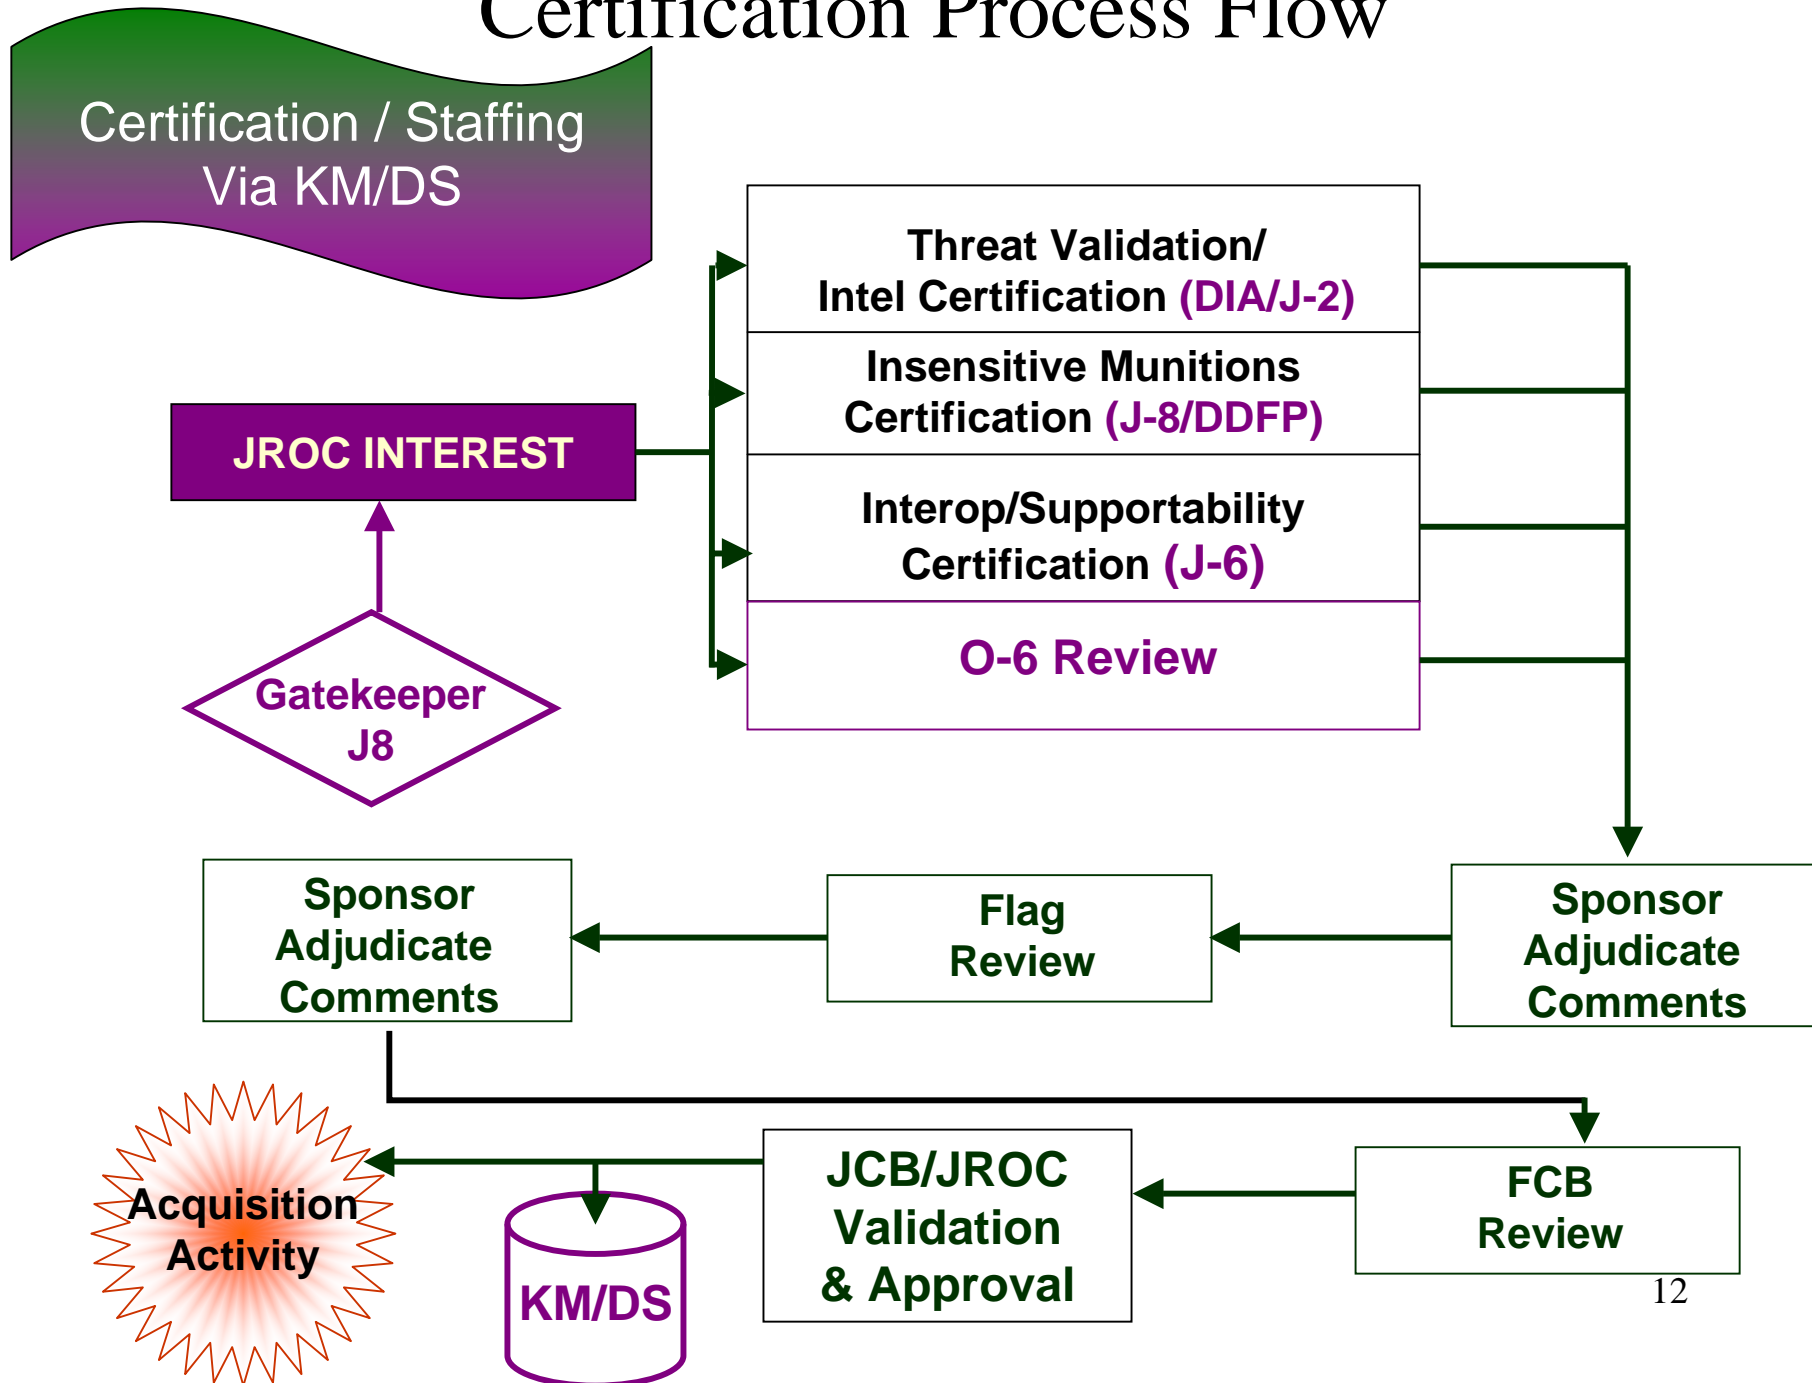 Certification Process Flow
Certification / Staffing
Via KM/DS
Threat Validation/
Intel Certification (DIA/J-2)
Insensitive Munitions
Certification (J-8/DDFP)
JROC INTEREST
Interop/Supportability
Certification (J-6)
O-6 Review
Gatekeeper
J8
Sponsor
Adjudicate
Comments
Flag
Review
Sponsor
Adjudicate
Comments
Acquisition
Activity
KM/DS
JCB/JROC
Validation
& Approval
FCB
Review
12